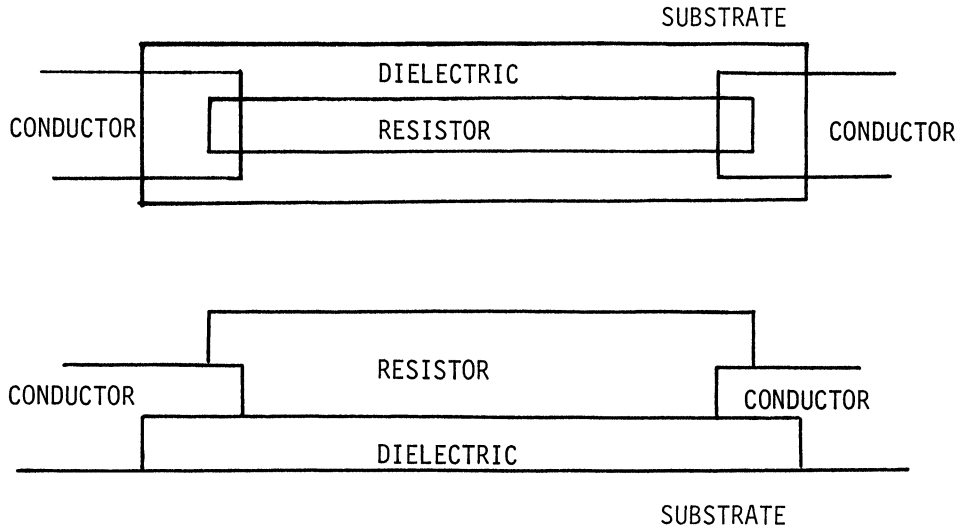 SUBSTRATE
DIELECTRIC
CONDUCTOR
RESISTOR
CONDUCTOR
RESISTOR
CONDUCTOR
CONDUCTOR
DIELECTRIC
SUBSTRATE